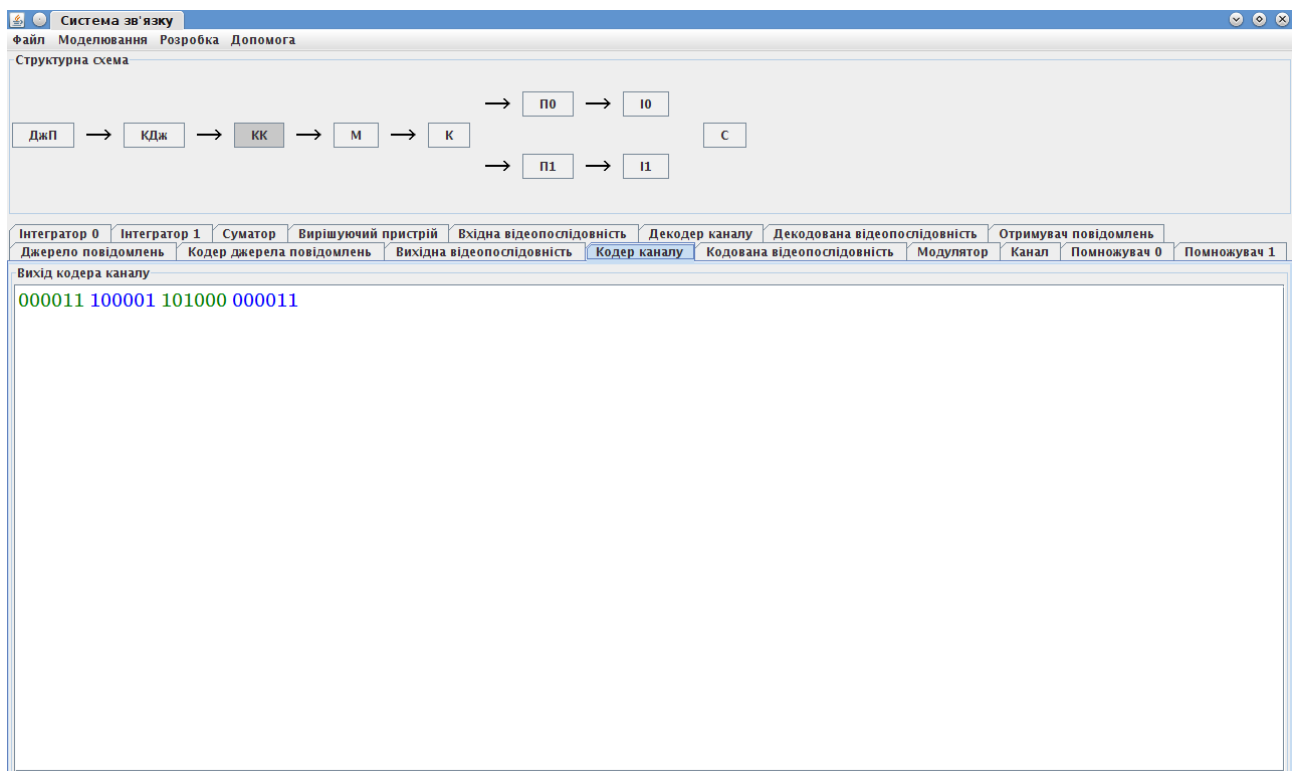 Система зв'язку
Файл Моделювання Розробка Допомога
Структурна схема
П0 І0
ДжП КДж КК М К С
П1 І1
Інтегратор 0 Інтегратор 1 Суматор Вирішуючий пристрій Вхідна відеопослідовність Декодер каналу Декодована відеопослідовність Отримувач повідомлень
Джерело повідомлень Кодер джерела повідомлень Вихідна відеопослідовність Кодер каналу Кодована відеопослідовність Модулятор Канал Помножувач 0 Помножувач 1
Вихід кодера каналу
000011 100001 101000 000011